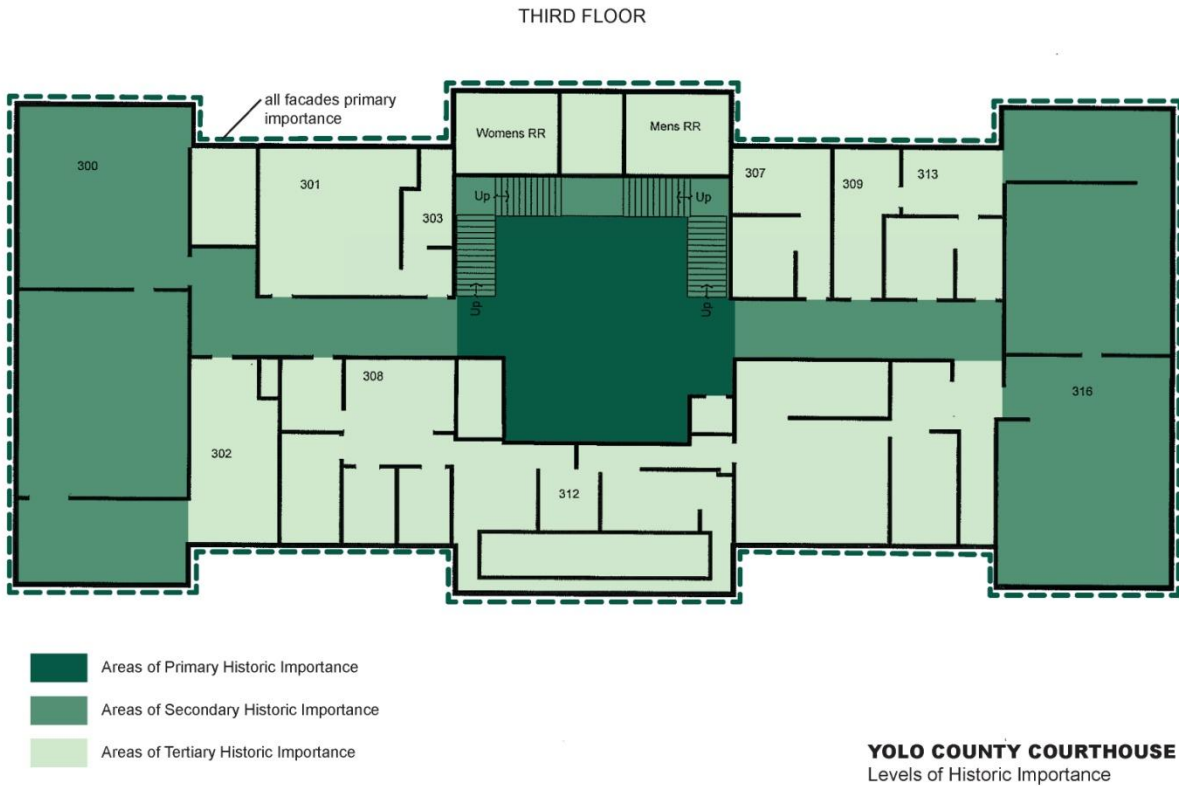 THIRD FLOOR
all facades primary
importance
Womens RR
Mens RR
300
301
303
307
309
313
Up
Up
Up
Up
308
302
312
316
Areas of Primary Historic Importance
Areas of Secondary Historic Importance
Areas of Tertiary Historic Importance
YOLO COUNTY COURTHOUSE
Levels of Historic Importance